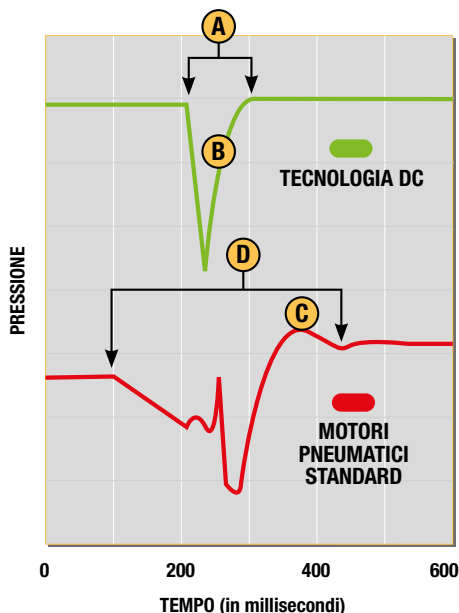 A
B
TECNOLOGIA DC
D
C
PRESSIONE
MOTORI
PNEUMATICI
STANDARD
0 200 400 600
TEMPO (in millisecondi)